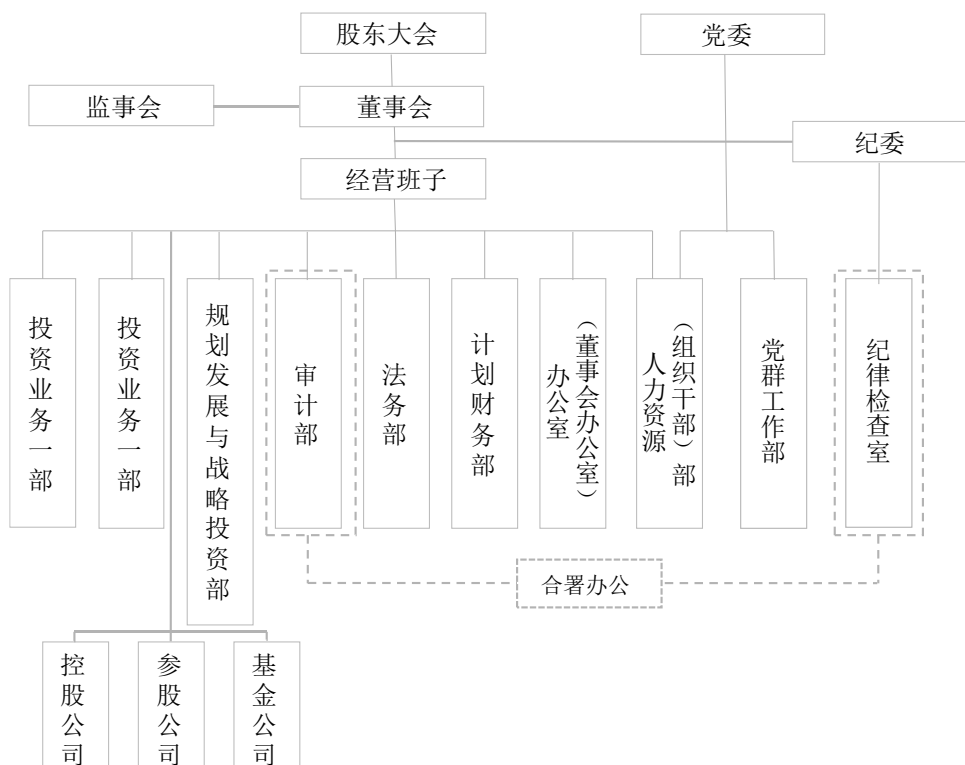 股东大会
党委
监事会
董事会
纪委
经营班子
投资业务一部
投资业务一部
规划发展与战略投资部
审计部
法务部
计划财务部
办公室
（董事会办公室）
人力资源
（组织干部）部
党群工作部
纪律检查室
合署办公
控股公司
参股公司
基金公司